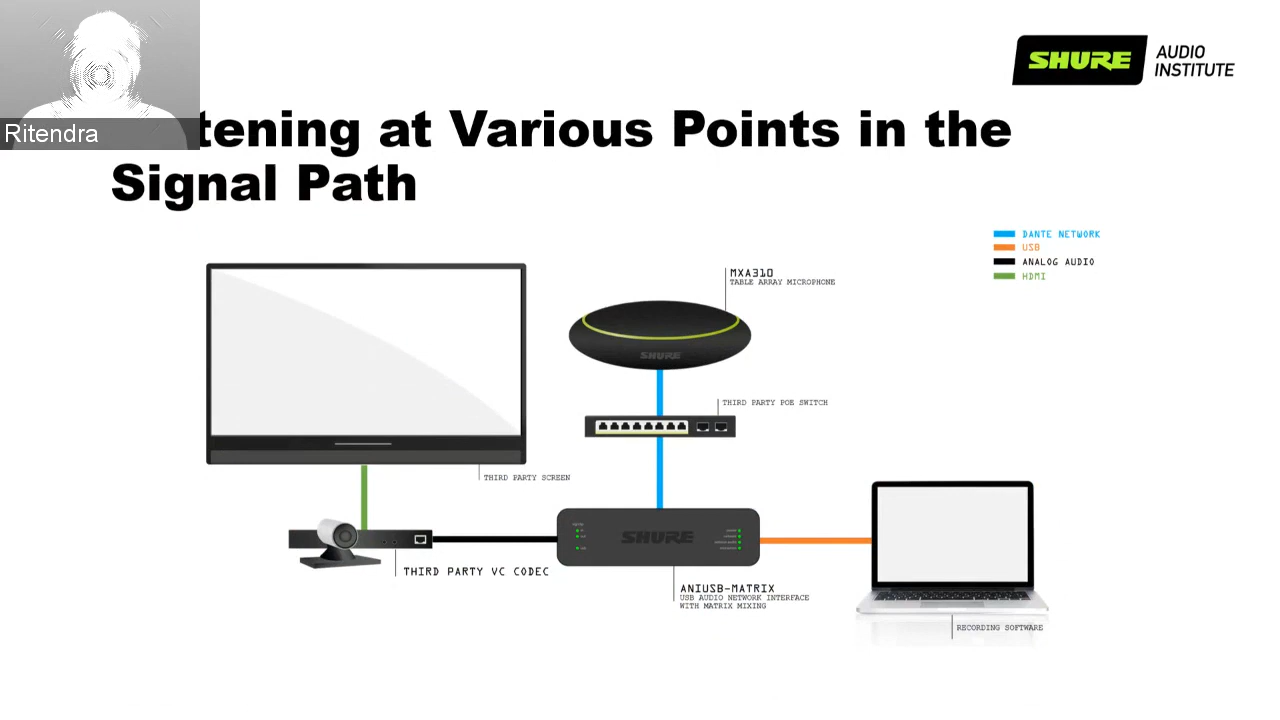 SHURE AUDIO INSTITUTE
Ritendra
tening at Various Points in the
Signal Path
DANTE NETWORK
USB
ANALOG AUDIO
HDMI
MXA310
TABLE ARRAY MICROPHONE
SHURE
THIRD PARTY POE SWITCH
THIRD PARTY SCREEN
SHURE
THIRD PARTY VC CODEC
ANIUSB-MATRIX
USB AUDIO NETWORK INTERFACE
WITH MATRIX MIXING
RECORDING SOFTWARE